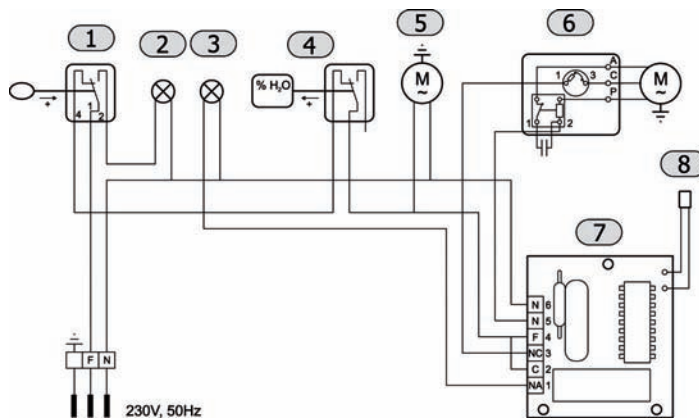 1 2 3 4 5 6
% H₂O
M
~
1 3
A
C
P
M
~
4 1 2
+
+
1 2
8
7
N 6
N 5
F 4
NC 3
C 2
NA 1
F N
230V, 50Hz